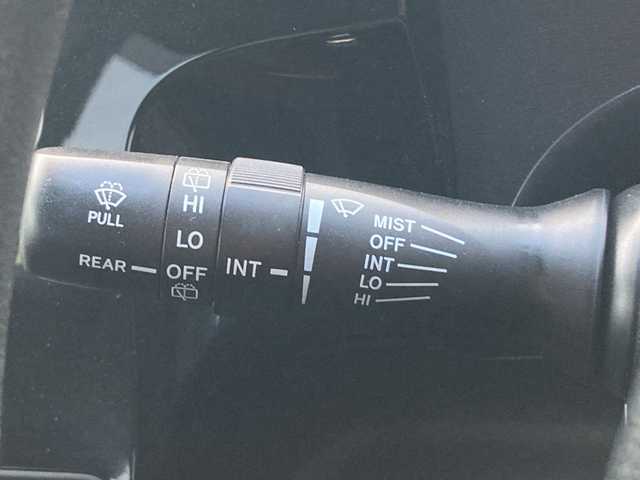 PULL
REAR
HI
LO
OFF
INT
MIST
OFF
INT
LO
HI